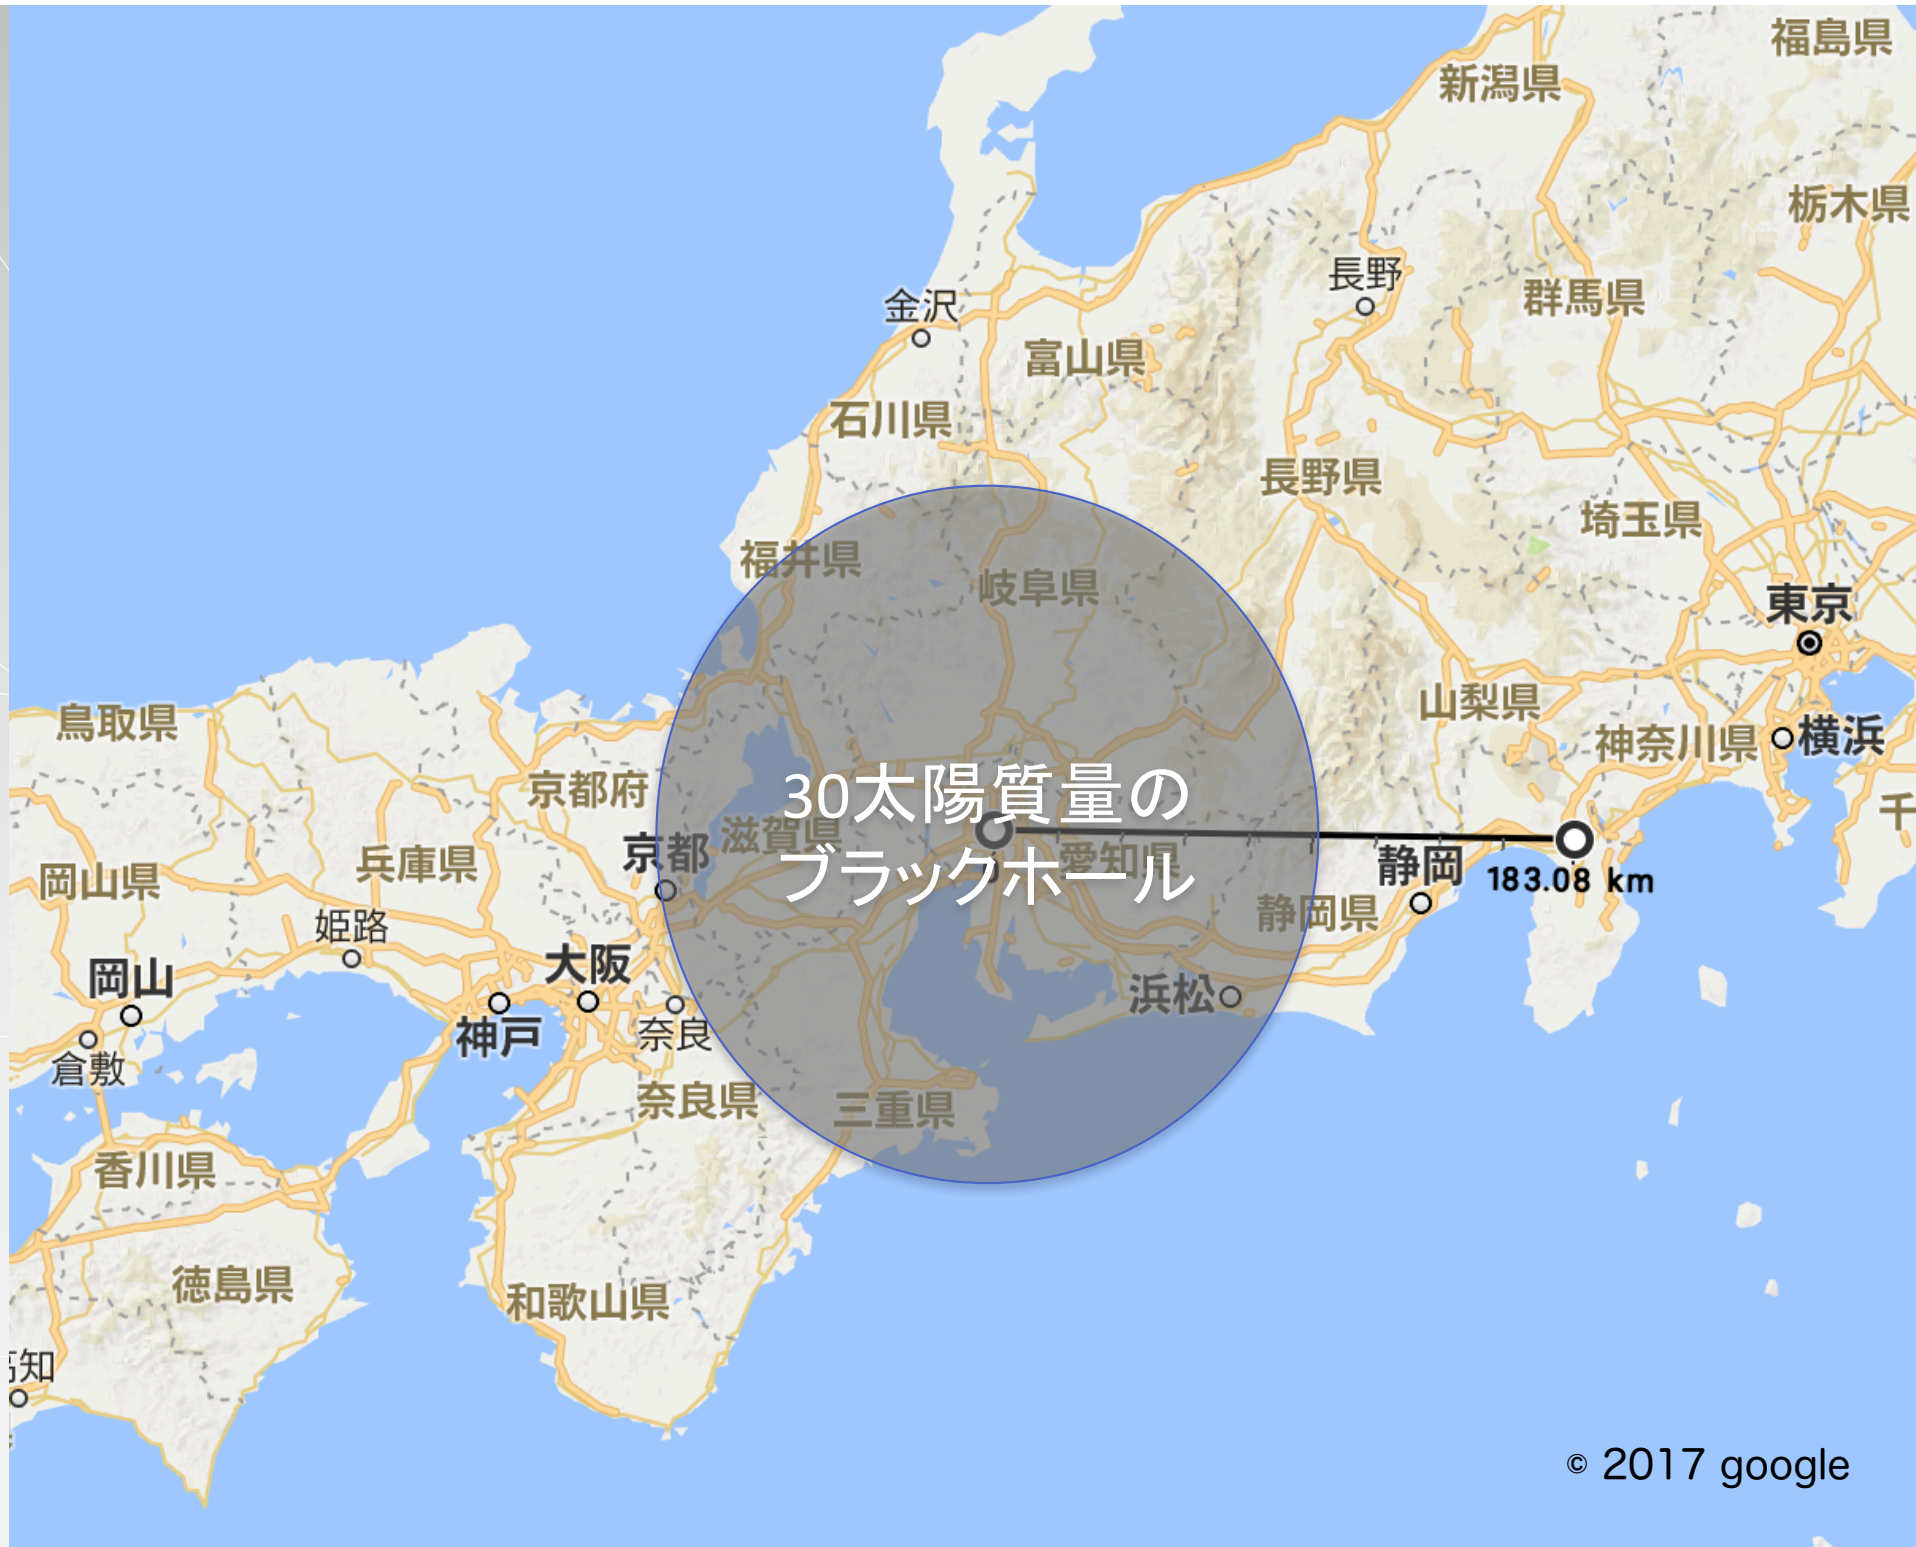 福島県
新潟県
栃木県
長野
群馬県
金沢
富山県
石川県
長野県
埼玉県
福井県
岐阜県
東京
山梨県
鳥取県
神奈川県
横浜
京都府
30太陽質量の
ブラックホール
滋賀県
京都
愛知県
静岡
183.08 km
兵庫県
岡山県
静岡県
姫路
大阪
岡山
浜松
神戸
奈良
倉敷
奈良県
三重県
香川県
徳島県
和歌山県
© 2017 google